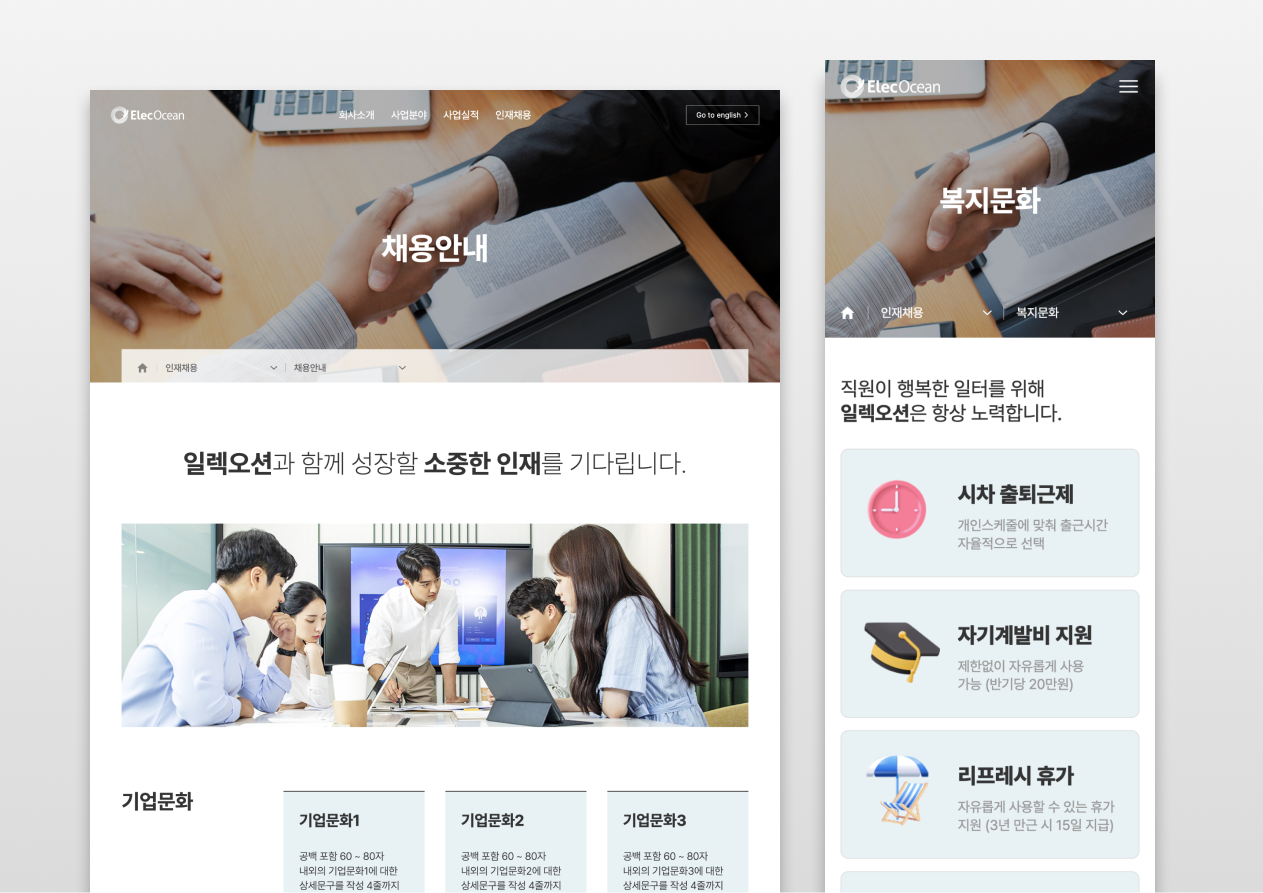 ElecOcean
회사소개 사업분야 사업실적 인재채용
Go to english >
채용안내
인재채용
채용안내
일렉오션과 함께 성장할 소중한 인재를 기다립니다.
기업문화
기업문화1
공백 포함 60 ~ 80자
내외의 기업문화1에 대한
상세문구를 작성 4줄까지
기업문화2
공백 포함 60 ~ 80자
내외의 기업문화2에 대한
상세문구를 작성 4줄까지
기업문화3
공백 포함 60 ~ 80자
내외의 기업문화3에 대한
상세문구를 작성 4줄까지
ElecOcean
복지문화
인재채용
복지문화
직원이 행복한 일터를 위해
일렉오션은 항상 노력합니다.
시차 출퇴근제
개인스케줄에 맞춰 출근시간
자율적으로 선택
자기계발비 지원
제한없이 자유롭게 사용
가능 (반기당 20만원)
리프레시 휴가
자유롭게 사용할 수 있는 휴가
지원 (3년 만근 시 15일 지급)